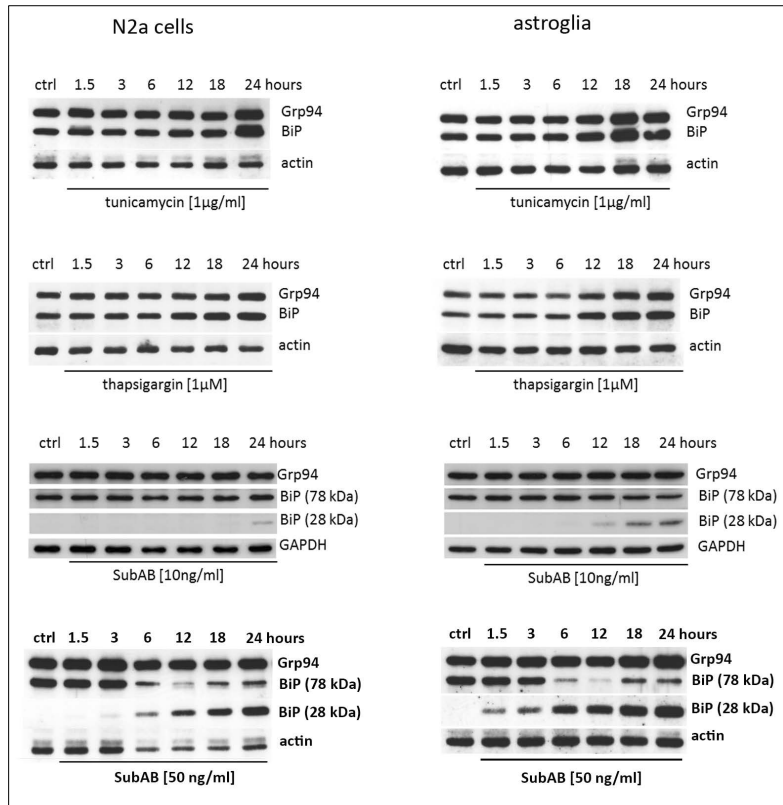 N2a cells
ctrl 1.5 3 6 12 18 24 hours
Grp94
BiP
actin
tunicamycin [1µg/ml]
ctrl 1.5 3 6 12 18 24 hours
Grp94
BiP
actin
thapsigargin [1µM]
ctrl 1.5 3 6 12 18 24 hours
Grp94
BiP (78 kDa)
BiP (28 kDa)
GAPDH
SubAB [10ng/ml]
ctrl 1.5 3 6 12 18 24 hours
Grp94
BiP (78 kDa)
BiP (28 kDa)
actin
SubAB [50 ng/ml]
astroglia
ctrl 1.5 3 6 12 18 24 hours
Grp94
BiP
actin
tunicamycin [1µg/ml]
ctrl 1.5 3 6 12 18 24 hours
Grp94
BiP
actin
thapsigargin [1µM]
ctrl 1.5 3 6 12 18 24 hours
Grp94
BiP (78 kDa)
BiP (28 kDa)
GAPDH
SubAB [10ng/ml]
ctrl 1.5 3 6 12 18 24 hours
Grp94
BiP (78 kDa)
BiP (28 kDa)
actin
SubAB [50 ng/ml]